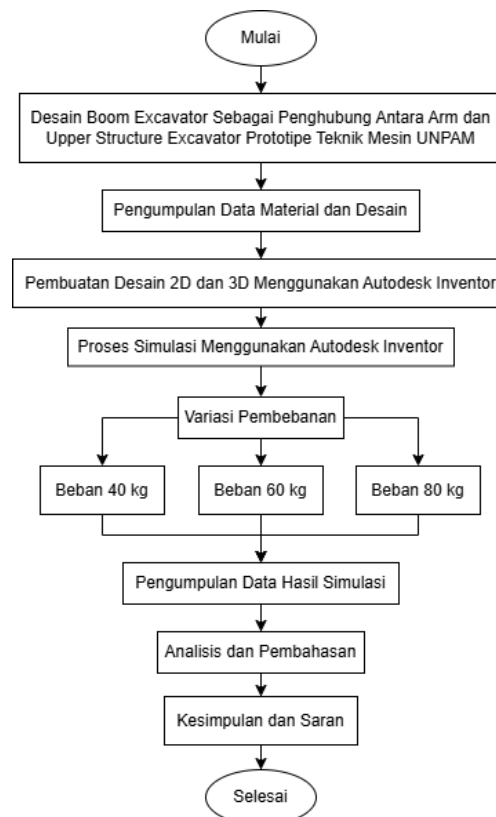 Mulai
Desain Boom Excavator Sebagai Penghubung Antara Arm dan
Upper Structure Excavator Prototipe Teknik Mesin UNPAM
Pengumpulan Data Material dan Desain
Pembuatan Desain 2D dan 3D Menggunakan Autodesk Inventor
Proses Simulasi Menggunakan Autodesk Inventor
Variasi Pembebanan
Beban 40 kg
Beban 60 kg
Beban 80 kg
Pengumpulan Data Hasil Simulasi
Analisis dan Pembahasan
Kesimpulan dan Saran
Selesai